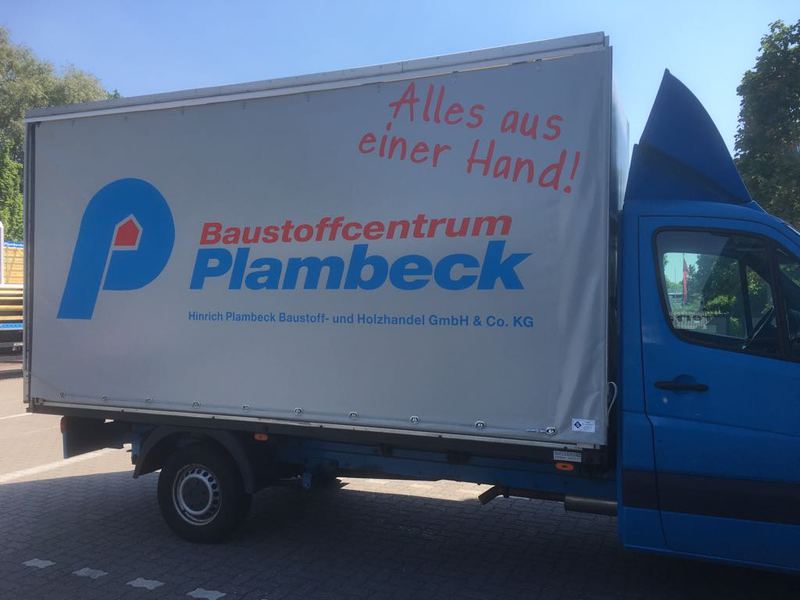 Alles aus
einer Hand!
Baustoffcentrum
Plambeck
Hinrich Plambeck Baustoff- und Holzhandel GmbH & Co. KG